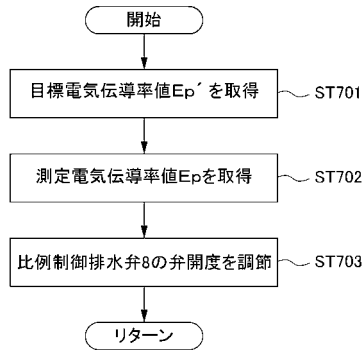 開始
目標電気伝導率値Ep´を取得
ST701
測定電気伝導率値Epを取得
ST702
比例制御排水弁8の弁開度を調節
ST703
リターン